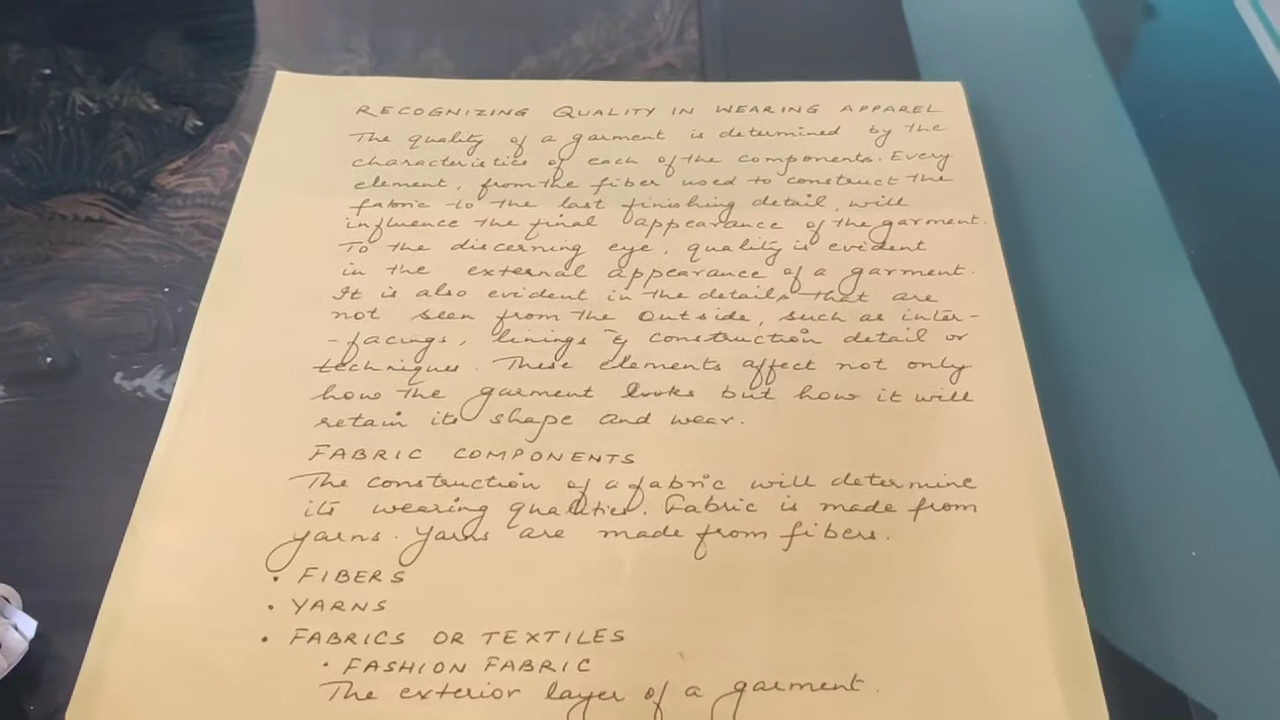 RECOGNIZING QUALITY IN WEARING APPAREL
The quality of a garment is determined by the
characteristics of each of the components. Every
element, from the fiber used to construct the
fabric to the last finishing detail, will
influence the final appearance of the garment.
To the discerning eye, quality is evident
in the external appearance of a garment.
It is also evident in the details that are
not seen from the outside, such as inter-
-facings, linings & construction detail or
techniques. These elements affect not only
how the garment looks but how it will
retain its shape and wear.
FABRIC COMPONENTS
The construction of a fabric will determine
its wearing qualities. Fabric is made from
yarns. Yarns are made from fibers.
• FIBERS
• YARNS
• FABRICS OR TEXTILES
• FASHION FABRIC
The exterior layer of a garment.